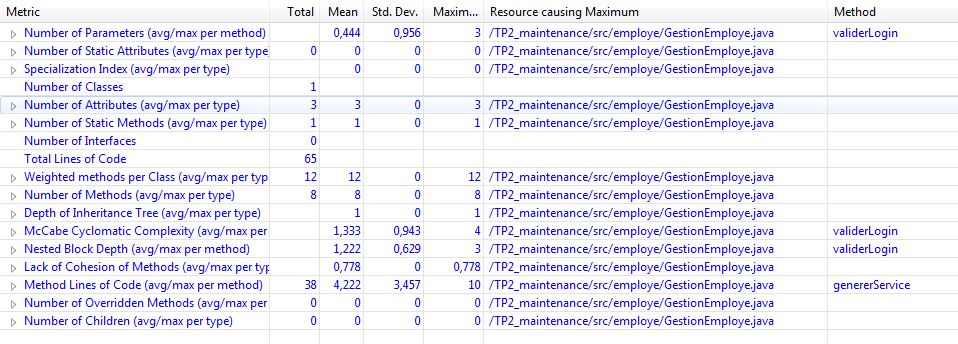 Metric Total Mean Std. Dev. Maxim... Resource causing Maximum Method
Number of Parameters (avg/max per method) 0,444 0,956 3 /TP2_maintenance/src/employe/GestionEmploye.java validerLogin
Number of Static Attributes (avg/max per type) 0 0 0 0 /TP2_maintenance/src/employe/GestionEmploye.java
Specialization Index (avg/max per type) 0 0 0 /TP2_maintenance/src/employe/GestionEmploye.java
Number of Classes 1
Number of Attributes (avg/max per type) 3 3 0 3 /TP2_maintenance/src/employe/GestionEmploye.java
Number of Static Methods (avg/max per type) 1 1 0 1 /TP2_maintenance/src/employe/GestionEmploye.java
Number of Interfaces 0
Total Lines of Code 65
Weighted methods per Class (avg/max per typ 12 12 0 12 /TP2_maintenance/src/employe/GestionEmploye.java
Number of Methods (avg/max per type) 8 8 0 8 /TP2_maintenance/src/employe/GestionEmploye.java
Depth of Inheritance Tree (avg/max per type) 1 0 1 /TP2_maintenance/src/employe/GestionEmploye.java
McCabe Cyclomatic Complexity (avg/max per 1,333 0,943 4 /TP2_maintenance/src/employe/GestionEmploye.java validerLogin
Nested Block Depth (avg/max per method) 1,222 0,629 3 /TP2_maintenance/src/employe/GestionEmploye.java validerLogin
Lack of Cohesion of Methods (avg/max per typ 0,778 0 0,778 /TP2_maintenance/src/employe/GestionEmploye.java
Method Lines of Code (avg/max per method) 38 4,222 3,457 10 /TP2_maintenance/src/employe/GestionEmploye.java genererService
Number of Overridden Methods (avg/max per 0 0 0 0 /TP2_maintenance/src/employe/GestionEmploye.java
Number of Children (avg/max per type) 0 0 0 0 /TP2_maintenance/src/employe/GestionEmploye.java